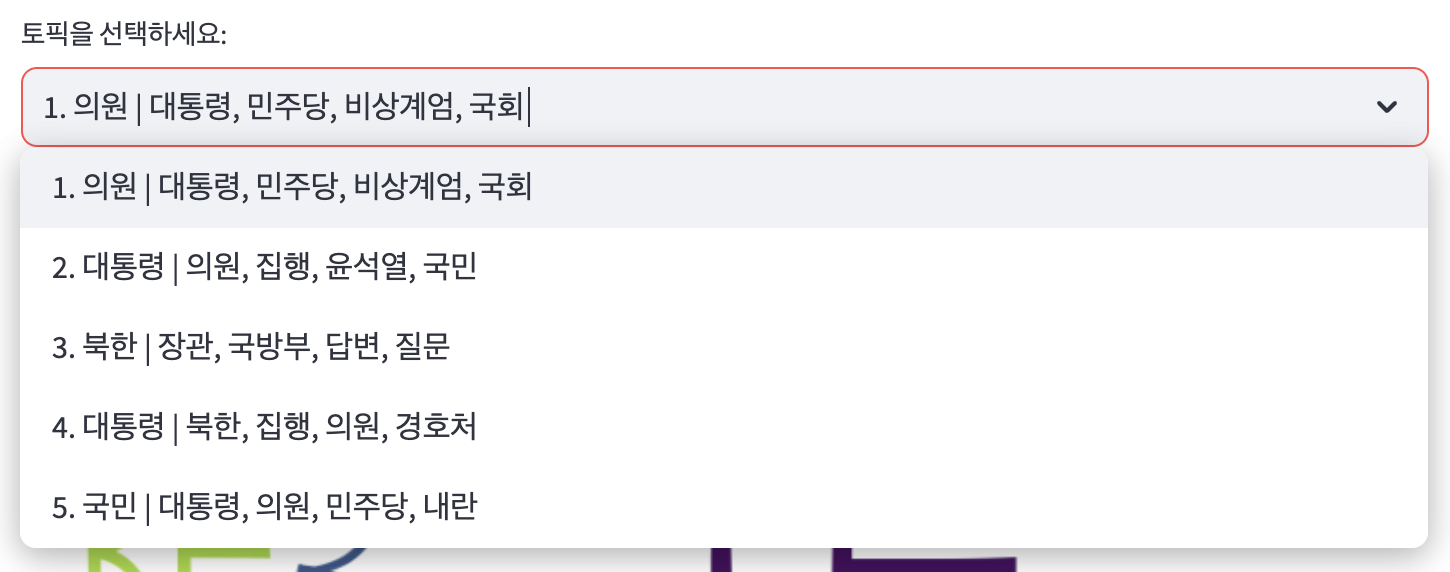 토픽을 선택하세요:
1. 의원 | 대통령, 민주당, 비상계엄, 국회
1. 의원 | 대통령, 민주당, 비상계엄, 국회
2. 대통령 | 의원, 집행, 윤석열, 국민
3. 북한 | 장관, 국방부, 답변, 질문
4. 대통령 | 북한, 집행, 의원, 경호처
5. 국민 | 대통령, 의원, 민주당, 내란